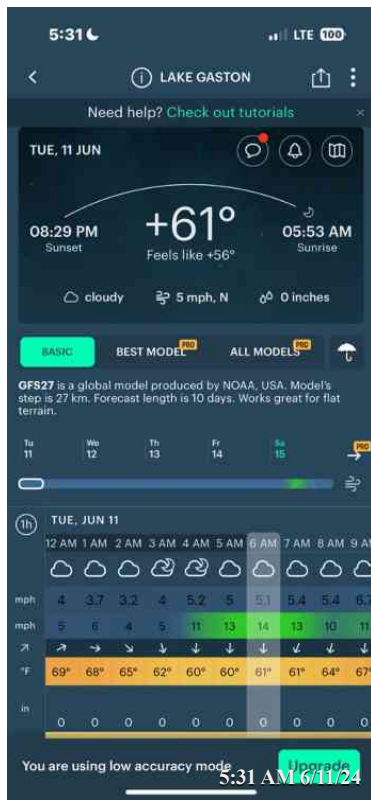 5:31 LTE 100
LAKE GASTON
Need help? Check out tutorials ×
TUE, 11 JUN
+61°
Feels like +56°
08:29 PM
Sunset
05:53 AM
Sunrise
cloudy 5 mph, N 0 inches
BASIC BEST MODEL PRO ALL MODELS PRO
GFS27 is a global model produced by NOAA, USA. Model's
step is 27 km. Forecast length is 10 days. Works great for flat
terrain.
Tu We Th Fr Sa PRO
11 12 13 14 15
1h TUE, JUN 11
12 AM 1 AM 2 AM 3 AM 4 AM 5 AM 6 AM 7 AM 8 AM 9 A
mph 4 3.7 3.2 4 5.2 5 5.1 5.4 5.4 6.7
mph 5 6 4 5 11 13 14 13 10 11
°F 69° 68° 65° 62° 60° 60° 61° 61° 64° 67°
in 0 0 0 0 0 0 0 0 0 0
You are using low accuracy mode Upgrade
5:31 AM 6/11/24